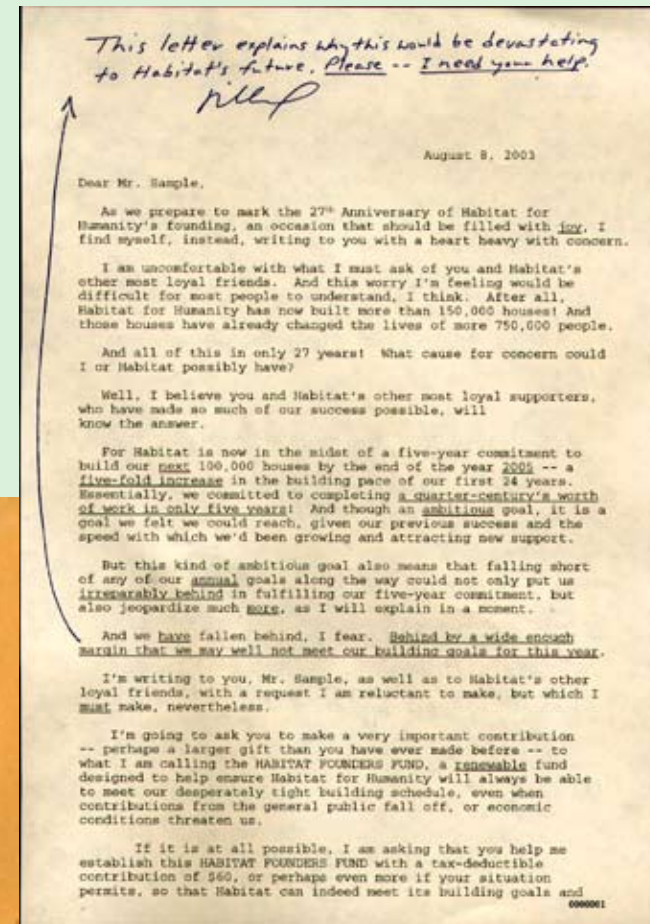 This letter explains why this would be devastating
to Habitat's future. Please -- I need your help.
August 8, 2003
Dear Mr. Sample,
As we prepare to mark the 27th Anniversary of Habitat for
Humanity's founding, an occasion that should be filled with joy, I
find myself, instead, writing to you with a heart heavy with concern.
I am uncomfortable with what I must ask of you and Habitat's
other most loyal friends. And this worry I'm feeling would be
difficult for most people to understand, I think. After all,
Habitat for Humanity has now built more than 150,000 houses! And
those houses have already changed the lives of more 750,000 people.
And all of this in only 27 years! What cause for concern could
I or Habitat possibly have?
Well, I believe you and Habitat's other most loyal supporters,
who have made so much of our success possible, will
know the answer.
For Habitat is now in the midst of a five-year commitment to
build our next 100,000 houses by the end of the year 2005 -- a
five-fold increase in the building pace of our first 24 years.
Essentially, we committed to completing a quarter-century's worth
of work in only five years! And though an ambitious goal, it is a
goal we felt we could reach, given our previous success and the
speed with which we'd been growing and attracting new support.
But this kind of ambitious goal also means that falling short
of any of our annual goals along the way could not only put us
irreparably behind in fulfilling our five-year commitment, but
also jeopardize much more, as I will explain in a moment.
And we have fallen behind, I fear. Behind by a wide enough
margin that we may well not meet our building goals for this year.
I'm writing to you, Mr. Sample, as well as to Habitat's other
loyal friends, with a request I am reluctant to make, but which I
must make, nevertheless.
I'm going to ask you to make a very important contribution
-- perhaps a larger gift than you have ever made before -- to
what I am calling the HABITAT FOUNDERS FUND, a renewable fund
designed to help ensure Habitat for Humanity will always be able
to meet our desperately tight building schedule, even when
contributions from the general public fall off, or economic
conditions threaten us.
If it is at all possible, I am asking that you help me
establish this HABITAT FOUNDERS FUND with a tax-deductible
contribution of $60, or perhaps even more if your situation
permits, so that Habitat can indeed meet its building goals and
0000001